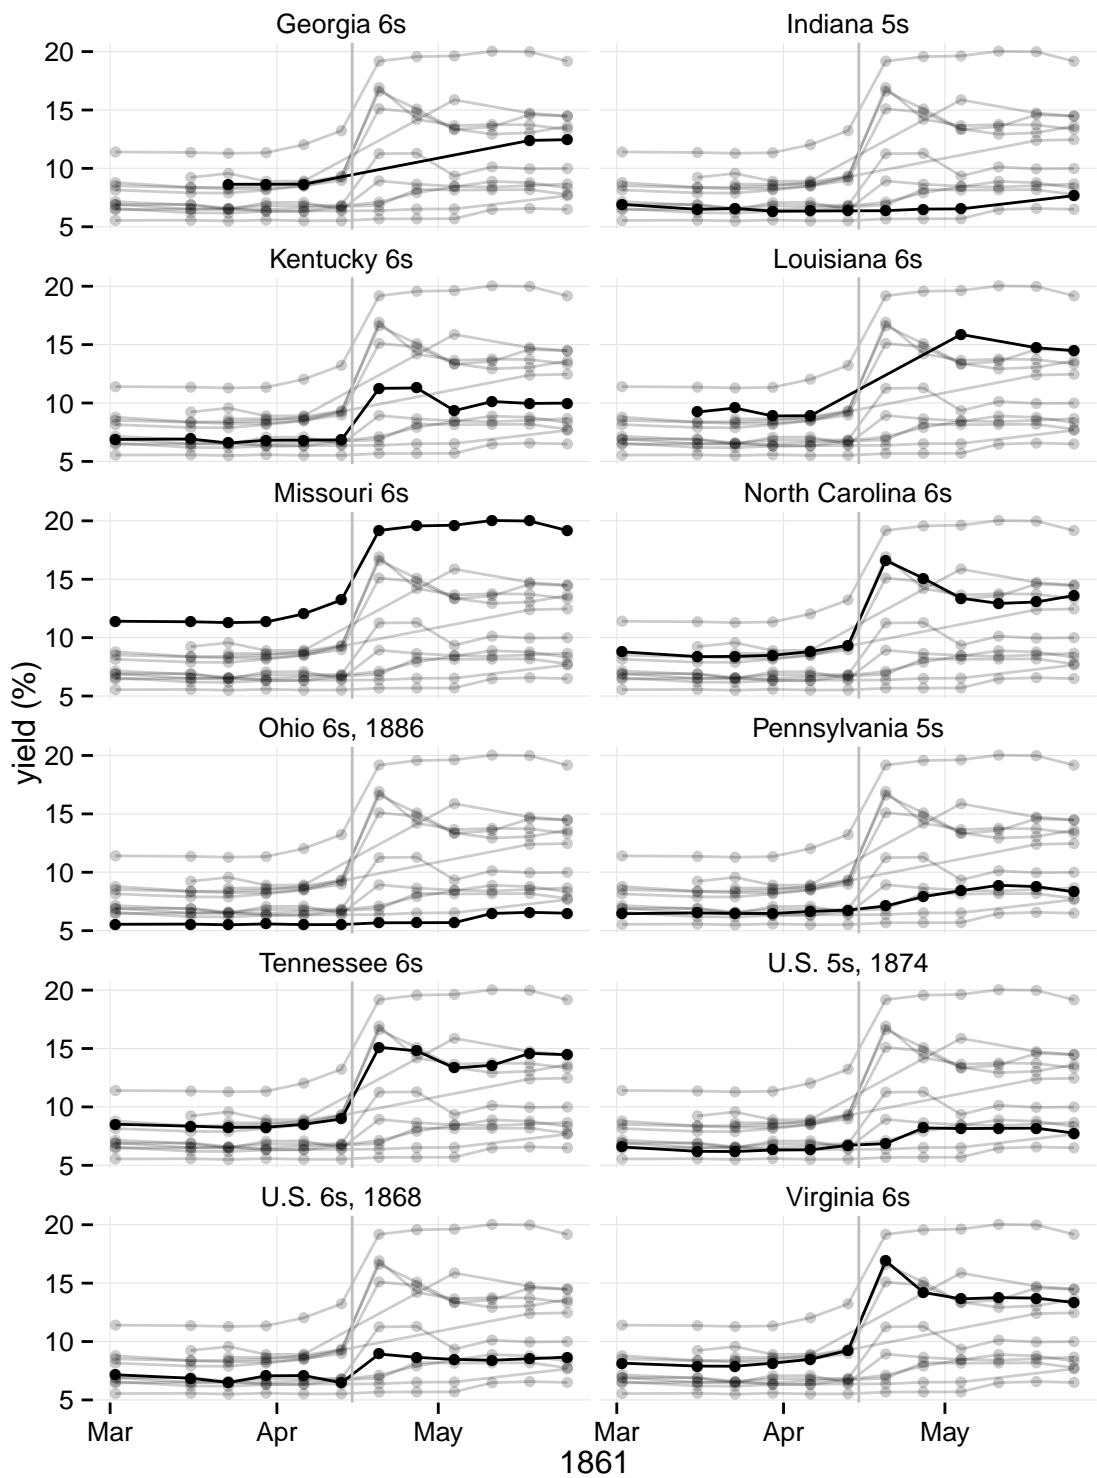 Georgia 6s
Indiana 5s
20
15
10
5
Kentucky 6s
Louisiana 6s
20
15
10
5
Missouri 6s
North Carolina 6s
20
15
10
5
yield (%)
Ohio 6s, 1886
Pennsylvania 5s
20
15
10
5
Tennessee 6s
U.S. 5s, 1874
20
15
10
5
U.S. 6s, 1868
Virginia 6s
20
15
10
5
Mar Apr May Mar Apr May
1861